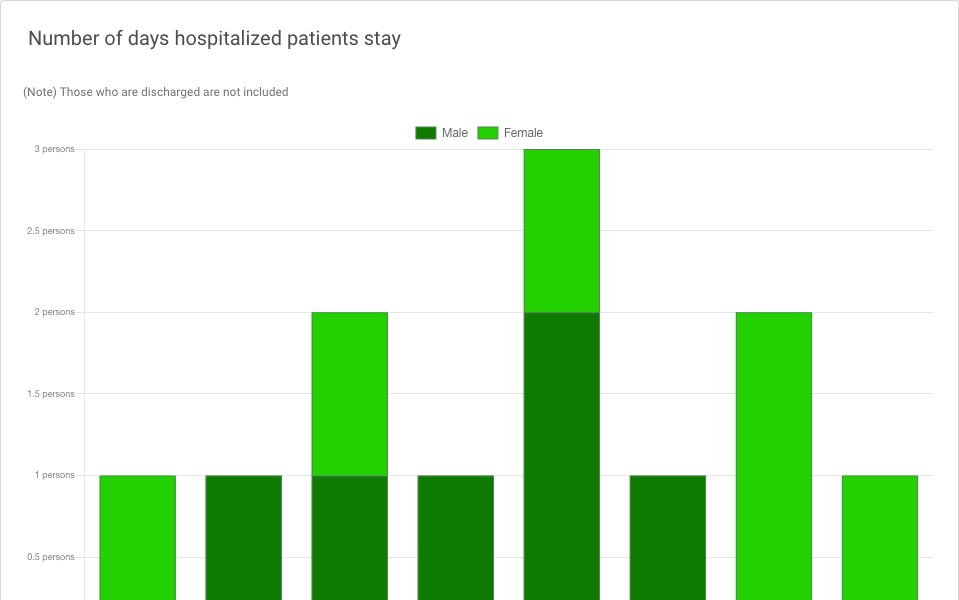 Number of days hospitalized patients stay
(Note) Those who are discharged are not included
Male Female
3 persons
2.5 persons
2 persons
1.5 persons
1 persons
0.5 persons